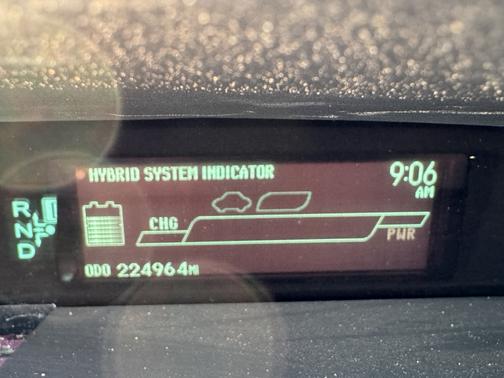 HYBRID SYSTEM INDICATOR
9:06
AM
R
N
D
CHG
PWR
ODO 224964MI